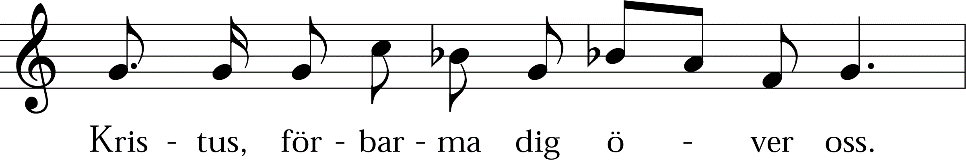 Kris - tus, för - bar - ma dig ö - ver oss.